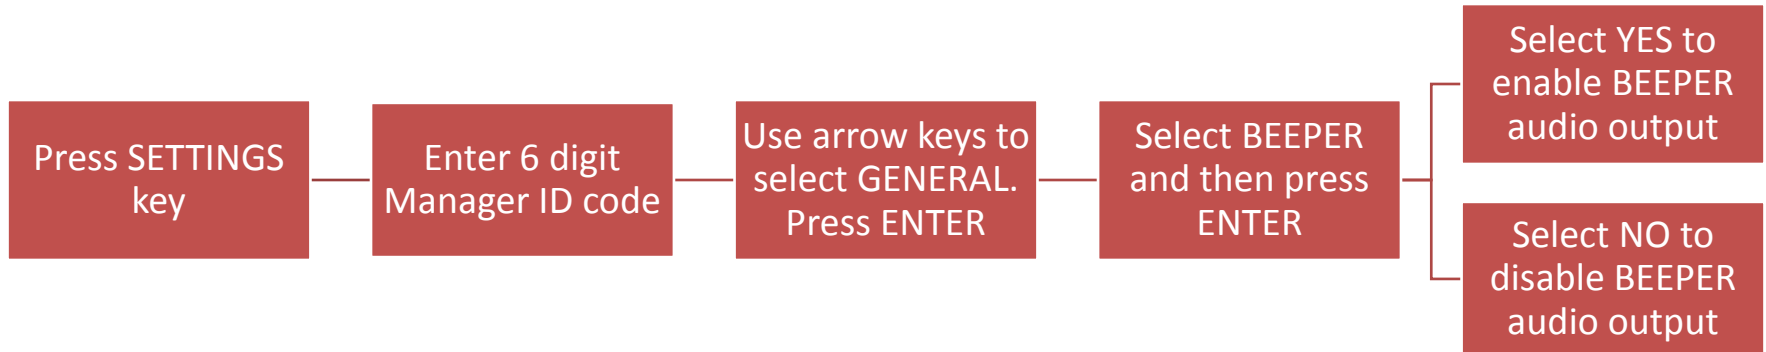 Press SETTINGS
key
Enter 6 digit
Manager ID code
Use arrow keys to
select GENERAL.
Press ENTER
Select BEEPER
and then press
ENTER
Select YES to
enable BEEPER
audio output
Select NO to
disable BEEPER
audio output